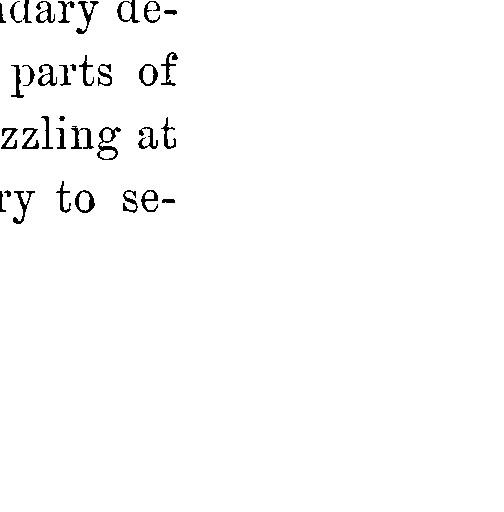 ndary de-
parts of
zzling at
ry to se-